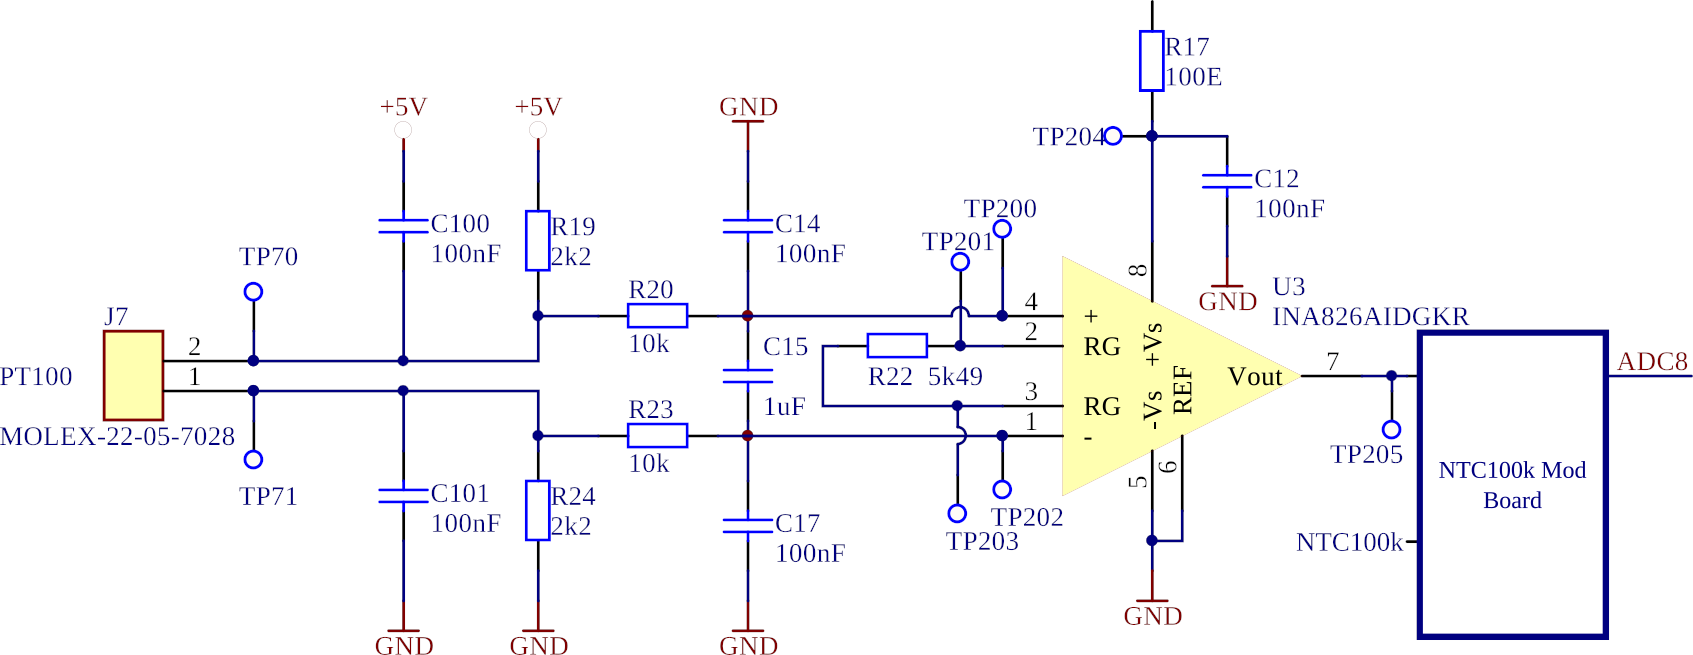 R17
100E
+5V
+5V
GND
TP204
C12
100nF
TP200
TP201
C100
100nF
R19
2k2
C14
100nF
TP70
8
GND
U3
INA826AIDGKR
J7
R20
10k
4
+
2
RG
+Vs
2
1
PT100
C15
1uF
R22
5k49
REF
Vout
7
ADC8
3
RG
-Vs
1
-
MOLEX-22-05-7028
R23
10k
TP205
NTC100k Mod
Board
5
6
TP71
C101
100nF
R24
2k2
C17
100nF
TP202
TP203
NTC100k
GND
GND
GND
GND